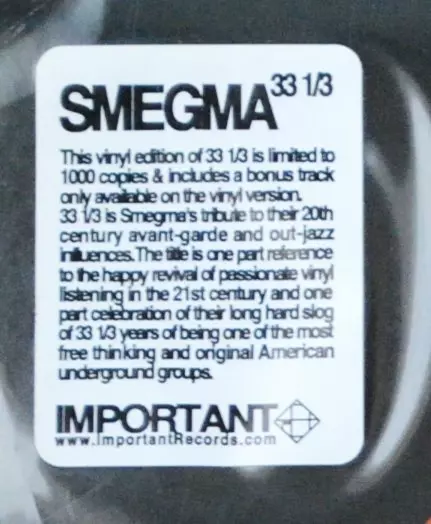 SMEGMA 33 1/3
This vinyl edition of 33 1/3 is limited to
1000 copies & includes a bonus track
only available on the vinyl version.
33 1/3 is Smegma's tribute to their 20th
century avant-garde and out-jazz
influences. The title is one part reference
to the happy revival of passionate vinyl
listening in the 21st century and one
part celebration of their long hard slog
of 33 1/3 years of being one of the most
free thinking and original American
underground groups.
IMPORTANT
www.ImportantRecords.com